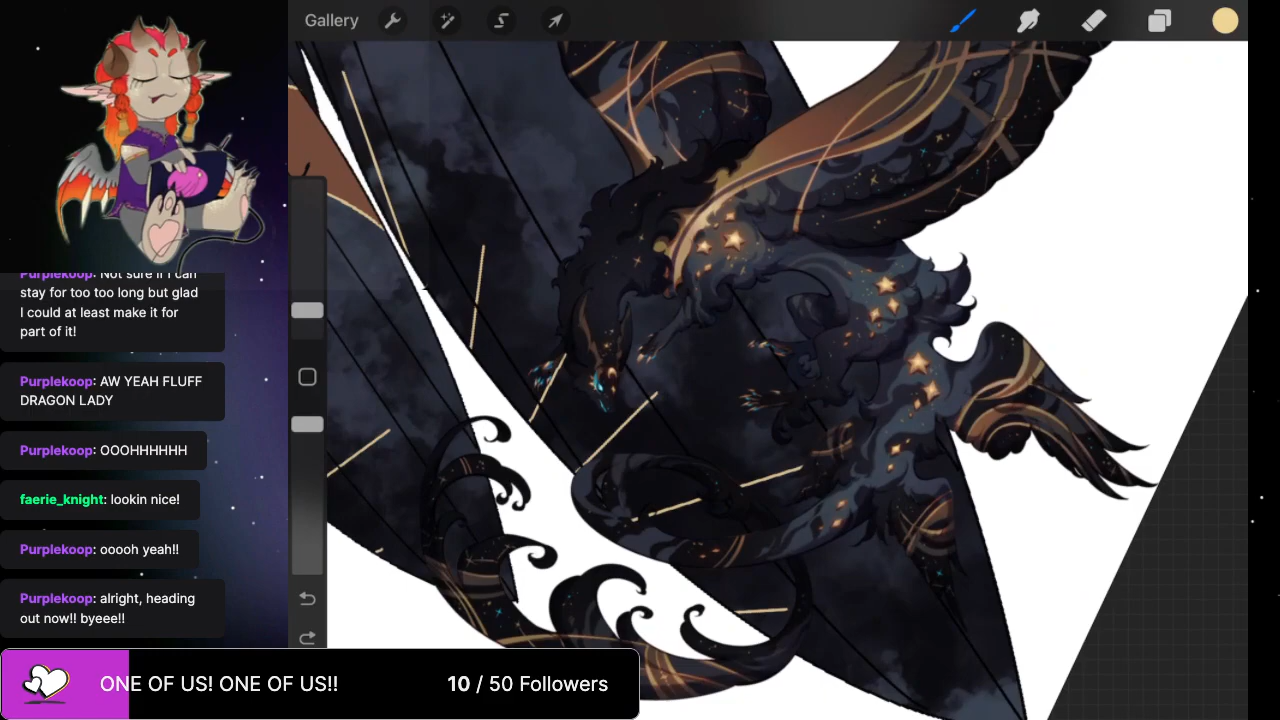 Gallery
Purplekoop: Not sure if I can
stay for too too long but glad
I could at least make it for
part of it!
Purplekoop: AW YEAH FLUFF
DRAGON LADY
Purplekoop: OOOHHHHHH
faerie_knight: lookin nice!
Purplekoop: ooooh yeah!!
Purplekoop: alright, heading
out now!! byeee!!
ONE OF US! ONE OF US!!
10 / 50 Followers